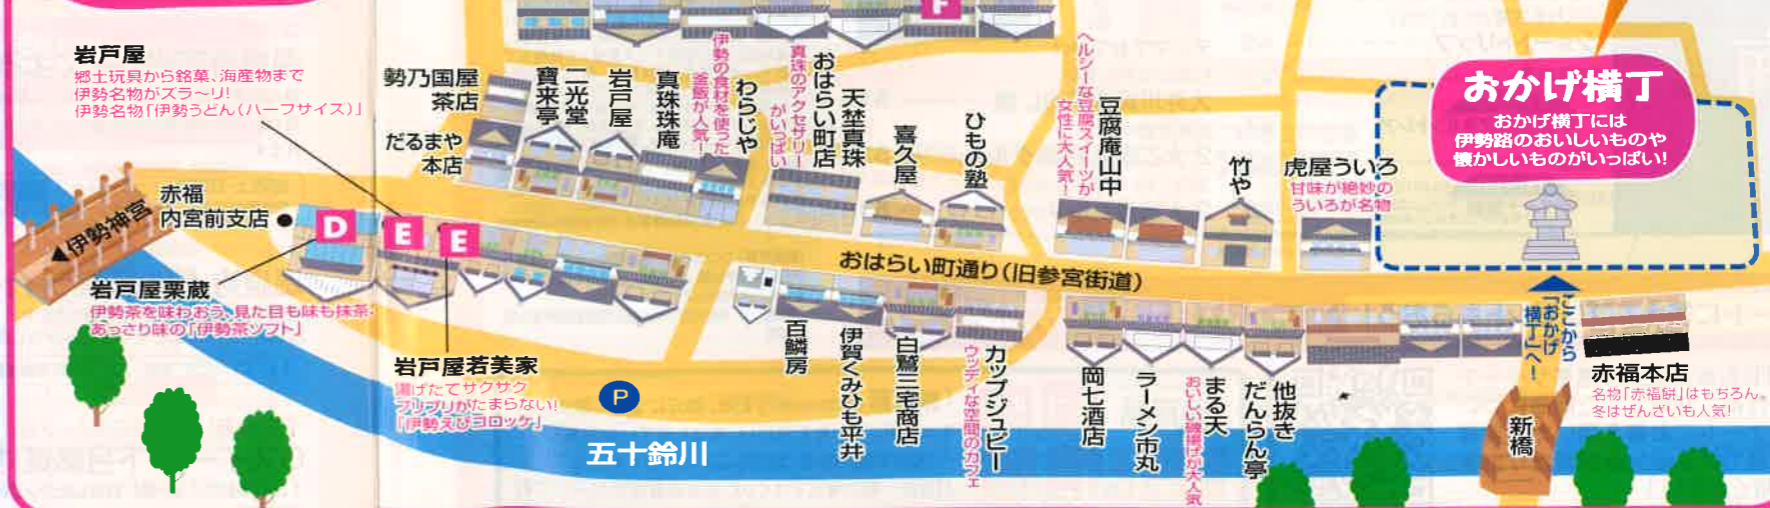 F
おかげ横丁
おかげ横丁には
伊勢路のおいしいものや
懐かしいものがいっぱい!
岩戸屋
郷土玩具から銘菓、海産物まで
伊勢名物がズラ〜リ!
伊勢名物「伊勢うどん(ハーフサイズ)」
勢乃国屋
茶店
だるまや
本店
寶来亭
二光堂
岩戸屋
真珠珠庵
伊勢の食材を使った
釜飯が人気!
わらじや
真珠のアクセサリー
がいっぱい
おはらい町店
天埜真珠
喜久屋
ひもの塾
ヘルシーな豆腐スイーツが
女性に大人気!
豆腐庵山中
竹や
虎屋ういろ
甘味が絶妙の
ういろが名物
◀伊勢神宮
赤福
内宮前支店
D
E
E
おはらい町通り(旧参宮街道)
岩戸屋栗蔵
伊勢茶を味わおう、見た目も味も抹茶・
あっさり味の「伊勢茶ソフト」
岩戸屋若美家
揚げたてサクサク
プリプリがたまらない!
「伊勢えびコロッケ」
P
五十鈴川
百鱗房
伊賀くみひも平井
白鷲三宅商店
カップジュビー
ウッディな空間のカフェ
岡七酒店
ラーメン市丸
まる天
おいしい磯揚げが大人気
他抜き
だんらん亭
ここから
「おかげ
横丁」へ!
新橋
赤福本店
名物「赤福餅」はもちろん、
冬はぜんざいも人気!